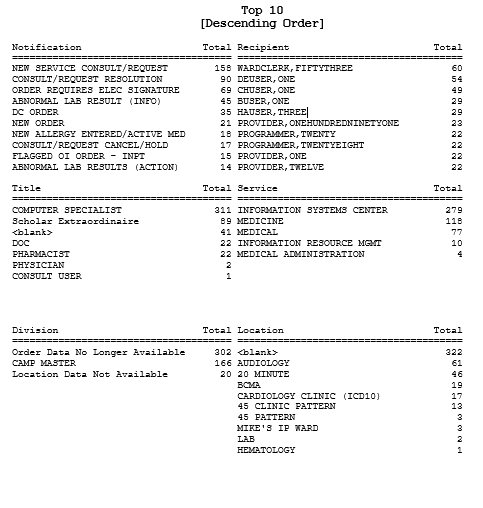 Top 10
[Descending Order]
Notification Total Recipient Total
================================================================================
NEW SERVICE CONSULT/REQUEST 158 WARDCLERK,FIFTYTHREE 60
CONSULT/REQUEST RESOLUTION 90 DEUSER,ONE 54
ORDER REQUIRES ELEC SIGNATURE 69 CHUSER,ONE 49
ABNORMAL LAB RESULT (INFO) 45 BUSER,ONE 29
DC ORDER 35 HAUSER,THREE 29
NEW ORDER 21 PROVIDER,ONEHUNDREDNINETYONE 23
NEW ALLERGY ENTERED/ACTIVE MED 18 PROGRAMMER,TWENTY 22
CONSULT/REQUEST CANCEL/HOLD 17 PROGRAMMER,TWENTYEIGHT 22
FLAGGED OI ORDER - INPT 15 PROVIDER,ONE 22
ABNORMAL LAB RESULTS (ACTION) 14 PROVIDER,TWELVE 22
Title Total Service Total
================================================================================
COMPUTER SPECIALIST 311 INFORMATION SYSTEMS CENTER 279
Scholar Extraordinaire 89 MEDICINE 118
<blank> 41 MEDICAL 77
DOC 22 INFORMATION RESOURCE MGMT 10
PHARMACIST 22 MEDICAL ADMINISTRATION 4
PHYSICIAN 2
CONSULT USER 1
Division Total Location Total
================================================================================
Order Data No Longer Available 302 <blank> 322
CAMP MASTER 166 AUDIOLOGY 61
Location Data Not Available 20 20 MINUTE 46
BCMA 19
CARDIOLOGY CLINIC (ICD10) 17
45 CLINIC PATTERN 13
45 PATTERN 3
MIKE'S IP WARD 3
LAB 2
HEMATOLOGY 1